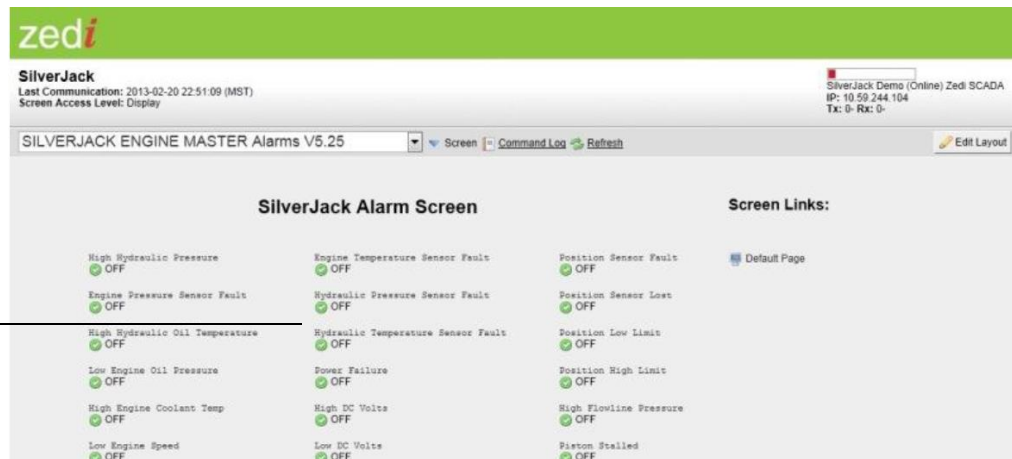 zedi
SilverJack
Last Communication: 2013-02-20 22:51:09 (MST)
Screen Access Level: Display
SilverJack Demo (Online) Zedi SCADA
IP: 10.59.244.104
Tx: 0- Rx: 0-
SILVERJACK ENGINE MASTER Alarms V5.25
Screen
Command Log
Refresh
Edit Layout
SilverJack Alarm Screen
Screen Links:
High Hydraulic Pressure
OFF
Engine Temperature Sensor Fault
OFF
Position Sensor Fault
OFF
Default Page
Engine Pressure Sensor Fault
OFF
Hydraulic Pressure Sensor Fault
OFF
Position Sensor Lost
OFF
High Hydraulic Oil Temperature
OFF
Hydraulic Temperature Sensor Fault
OFF
Position Low Limit
OFF
Low Engine Oil Pressure
OFF
Power Failure
OFF
Position High Limit
OFF
High Engine Coolant Temp
OFF
High DC Volts
OFF
High Flowline Pressure
OFF
Low Engine Speed
OFF
Low DC Volts
OFF
Piston Stalled
OFF